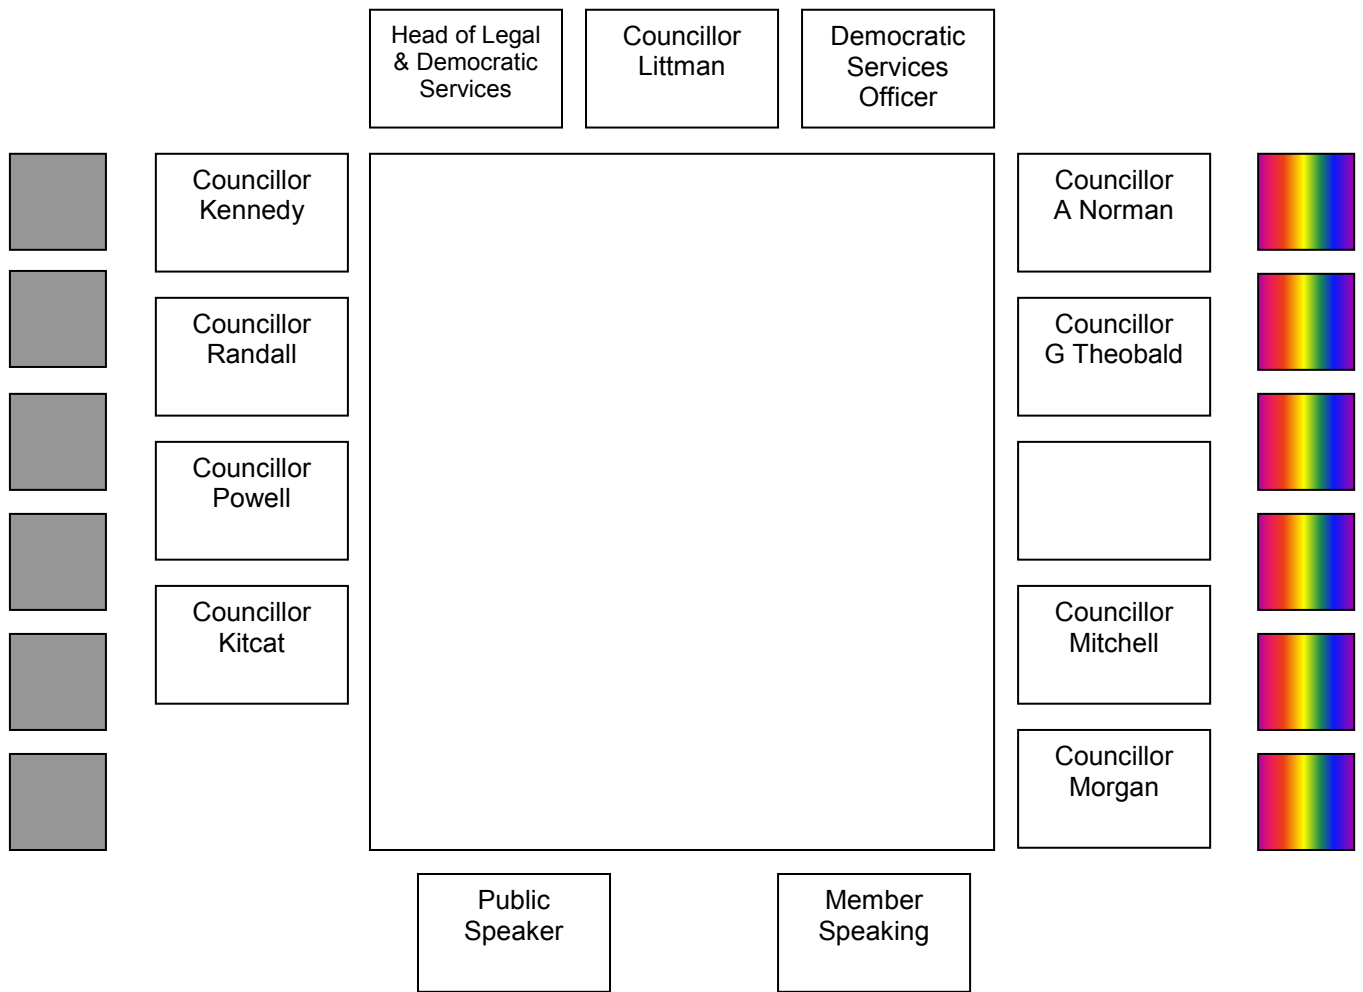 Head of Legal
& Democratic
Services
Councillor
Littman
Democratic
Services
Officer
Councillor
Kennedy
Councillor
A Norman
Councillor
Randall
Councillor
G Theobald
Councillor
Powell
Councillor
Kitcat
Councillor
Mitchell
Councillor
Morgan
Public
Speaker
Member
Speaking